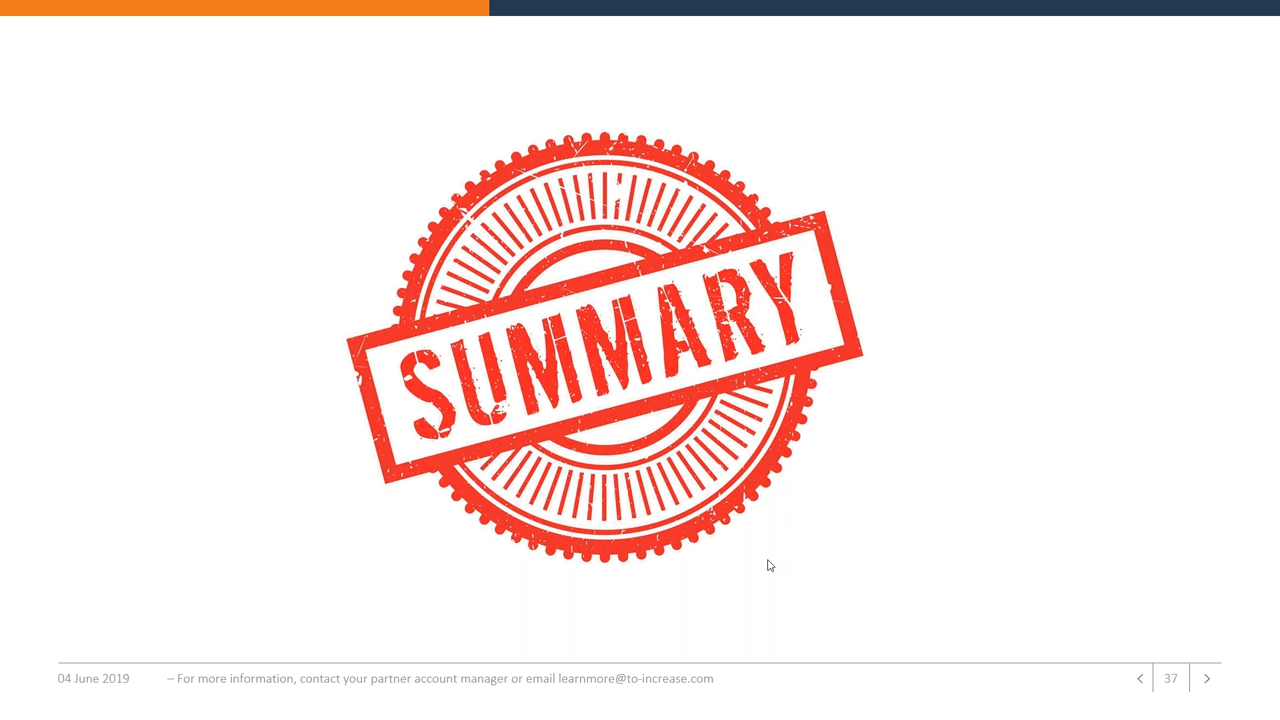 SUMMARY
04 June 2019 – For more information, contact your partner account manager or email learnmore@to-increase.com 37